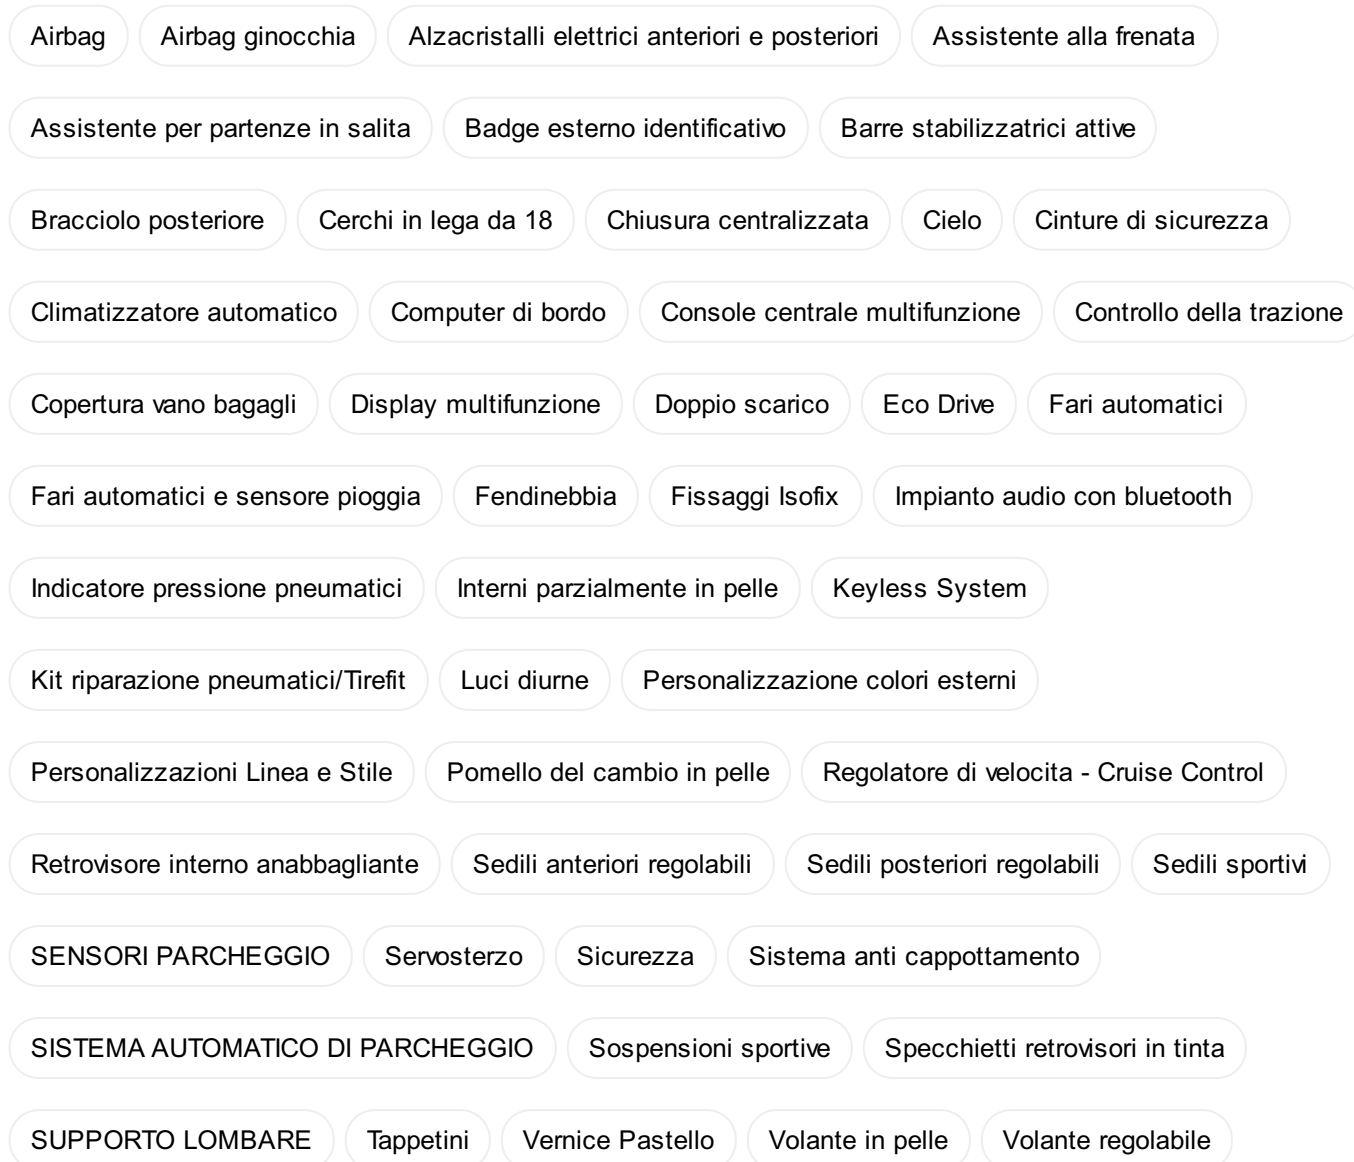 Airbag Airbag ginocchia Alzacristalli elettrici anteriori e posteriori Assistente alla frenata
Assistente per partenze in salita Badge esterno identificativo Barre stabilizzatrici attive
Bracciolo posteriore Cerchi in lega da 18 Chiusura centralizzata Cielo Cinture di sicurezza
Climatizzatore automatico Computer di bordo Console centrale multifunzione Controllo della trazione
Copertura vano bagagli Display multifunzione Doppio scarico Eco Drive Fari automatici
Fari automatici e sensore pioggia Fendinebbia Fissaggi Isofix Impianto audio con bluetooth
Indicatore pressione pneumatici Interni parzialmente in pelle Keyless System
Kit riparazione pneumatici/Tirefit Luci diurne Personalizzazione colori esterni
Personalizzazioni Linea e Stile Pomello del cambio in pelle Regolatore di velocita - Cruise Control
Retrovisore interno anabbagliante Sedili anteriori regolabili Sedili posteriori regolabili Sedili sportivi
SENSORI PARCHEGGIO Servosterzo Sicurezza Sistema anti cappottamento
SISTEMA AUTOMATICO DI PARCHEGGIO Sospensioni sportive Specchietti retrovisori in tinta
SUPPORTO LOMBARE Tappetini Vernice Pastello Volante in pelle Volante regolabile